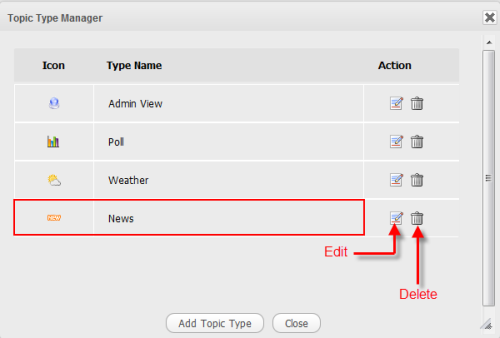 Topic Type Manager
Icon Type Name Action
Admin View
Poll
Weather
NEW News
Edit
Delete
Add Topic Type Close